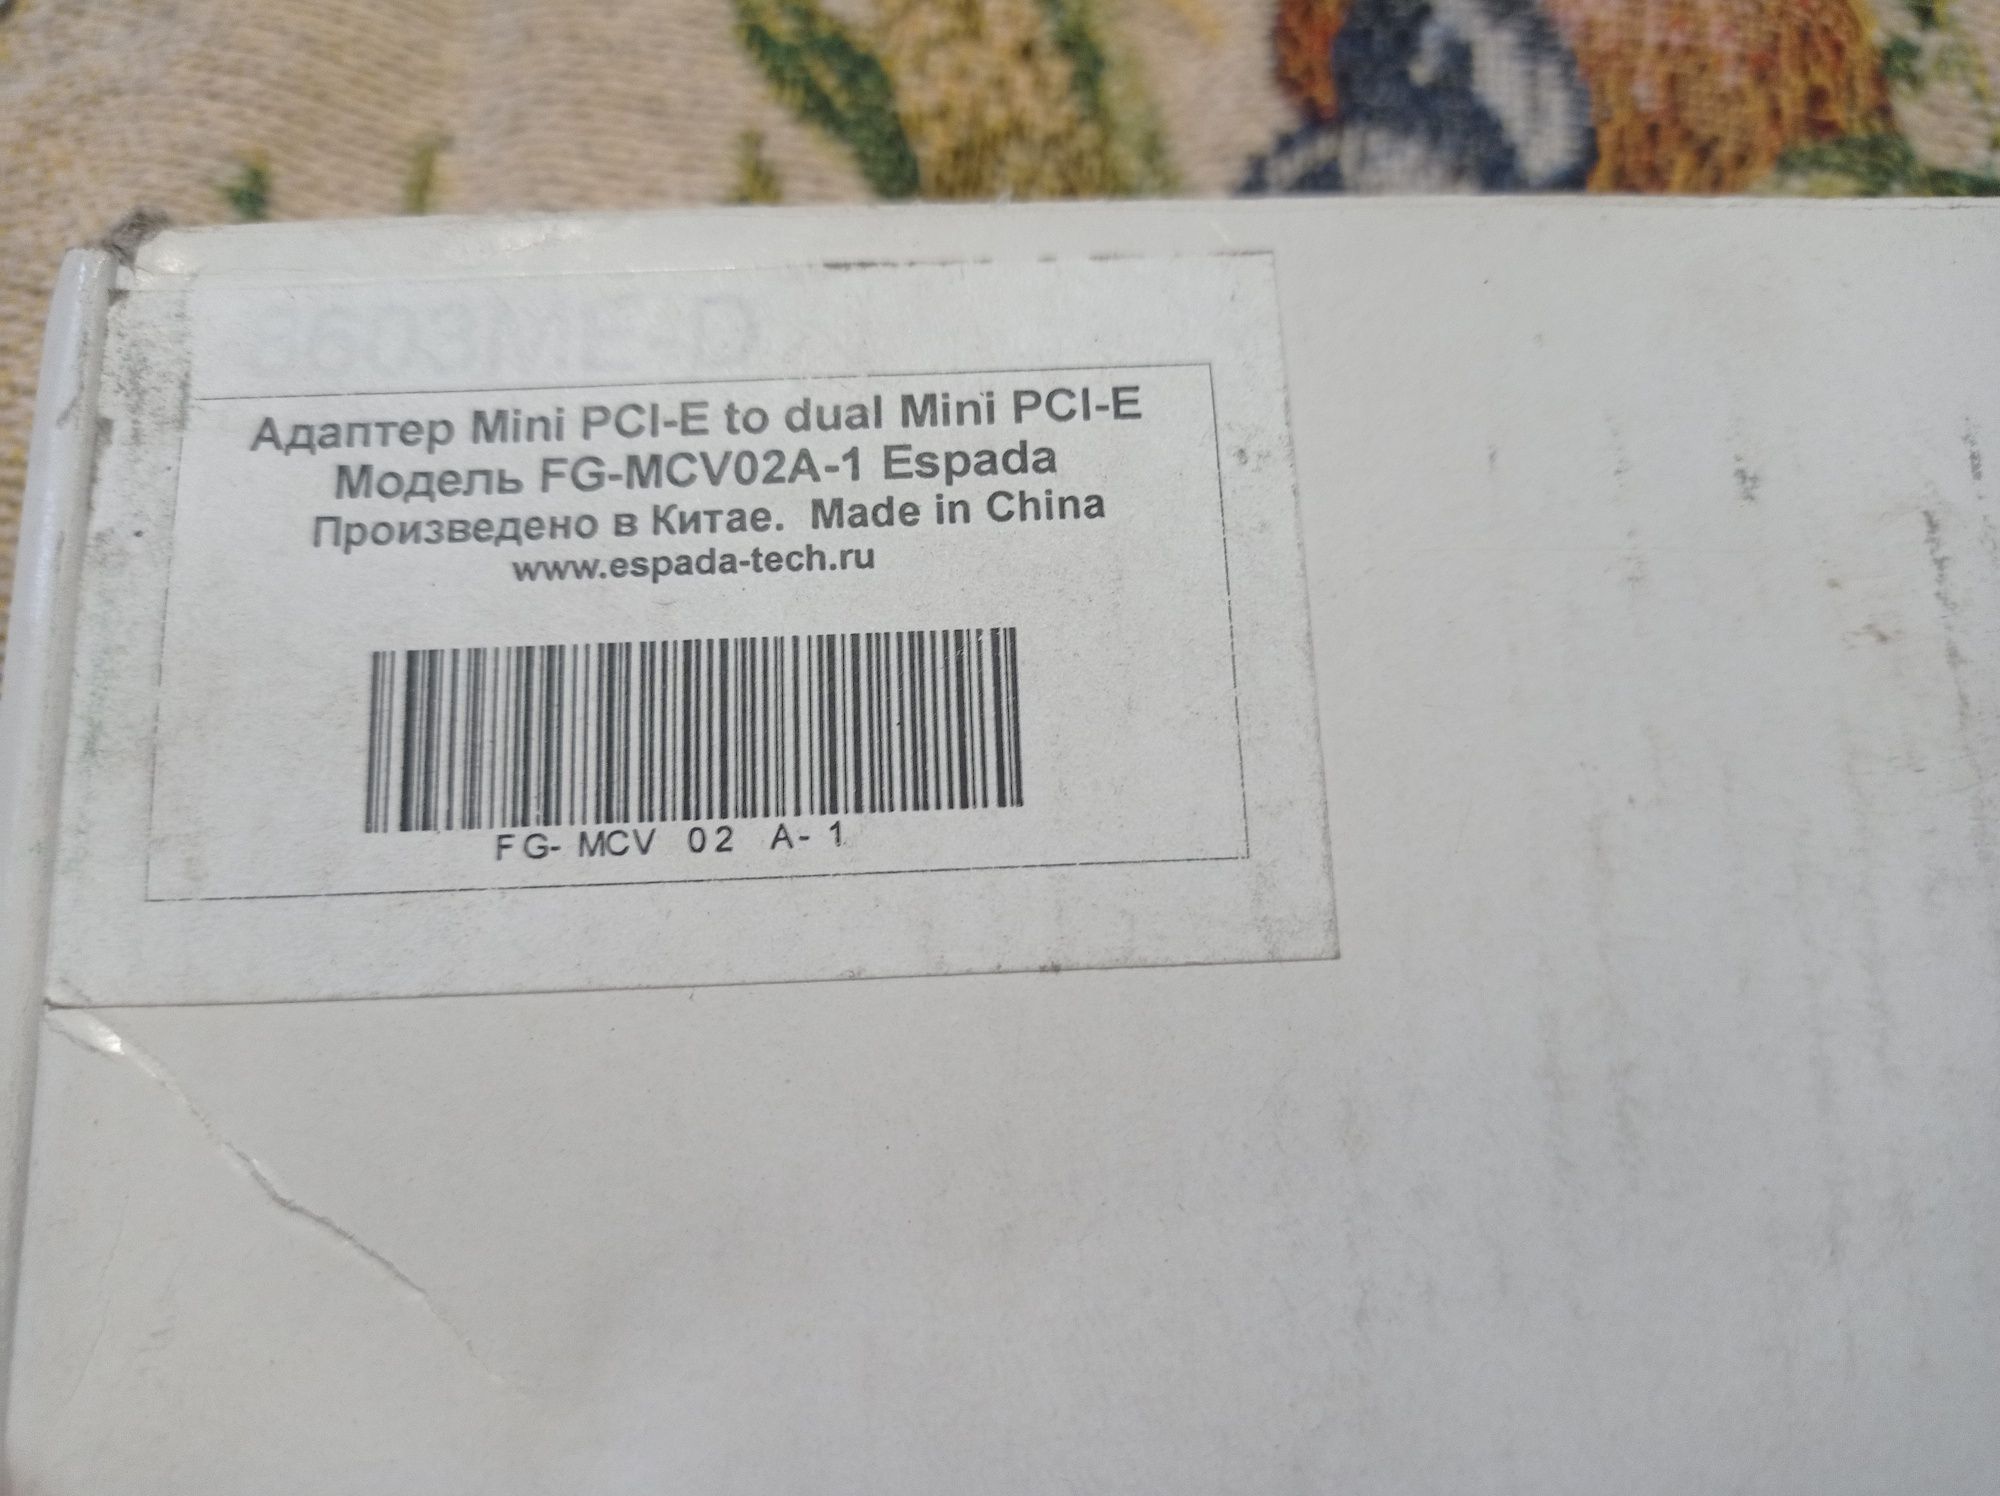 Адаптер Mini PCI-E to dual Mini PCI-E
Модель FG-MCV02A-1 Espada
Произведено в Китае. Made in China
www.espada-tech.ru
FG- MCV 02 A- 1